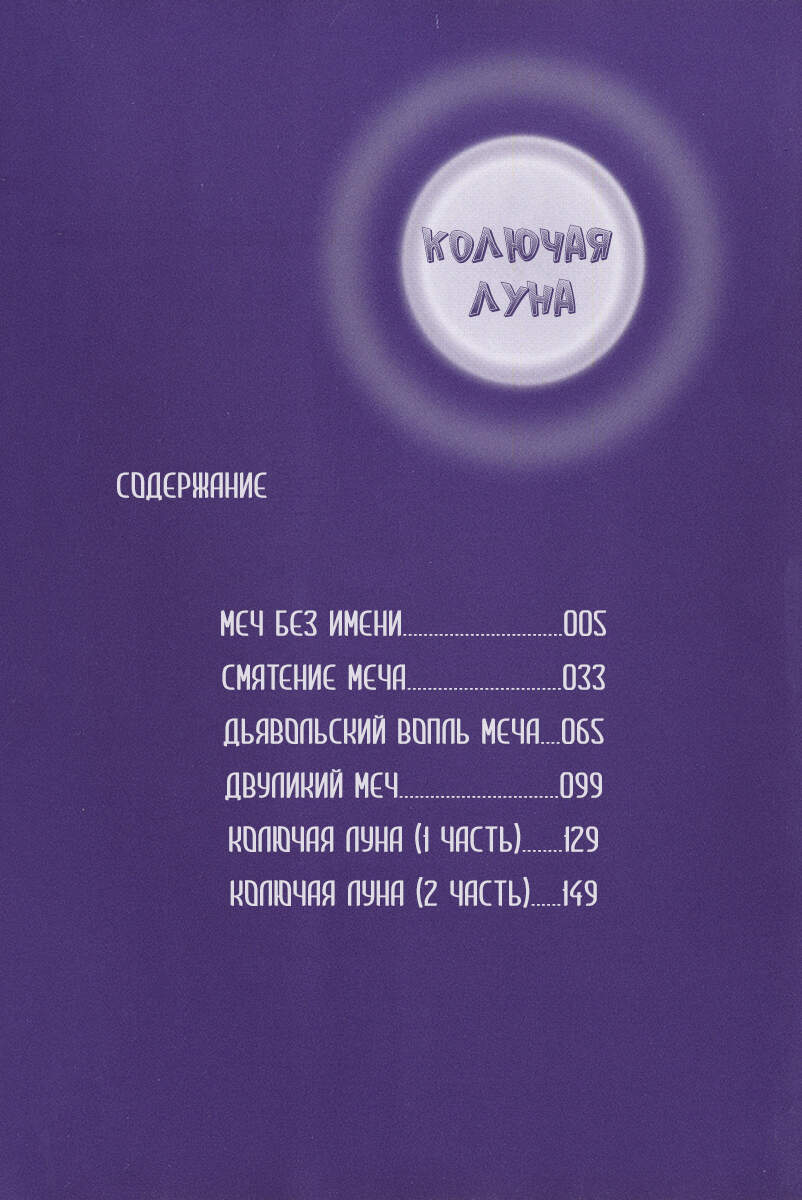 КОЛЮЧАЯ
ЛУНА
СОДЕРЖАНИЕ
МЕЧ БЕЗ ИМЕНИ................................005
СМЯТЕНИЕ МЕЧА...............................033
ДЬЯВОЛЬСКИЙ ВОПЛЬ МЕЧА....065
ДВУЛИКИЙ МЕЧ................................099
КОЛЮЧАЯ ЛУНА (1 ЧАСТЬ)........129
КОЛЮЧАЯ ЛУНА (2 ЧАСТЬ)......149